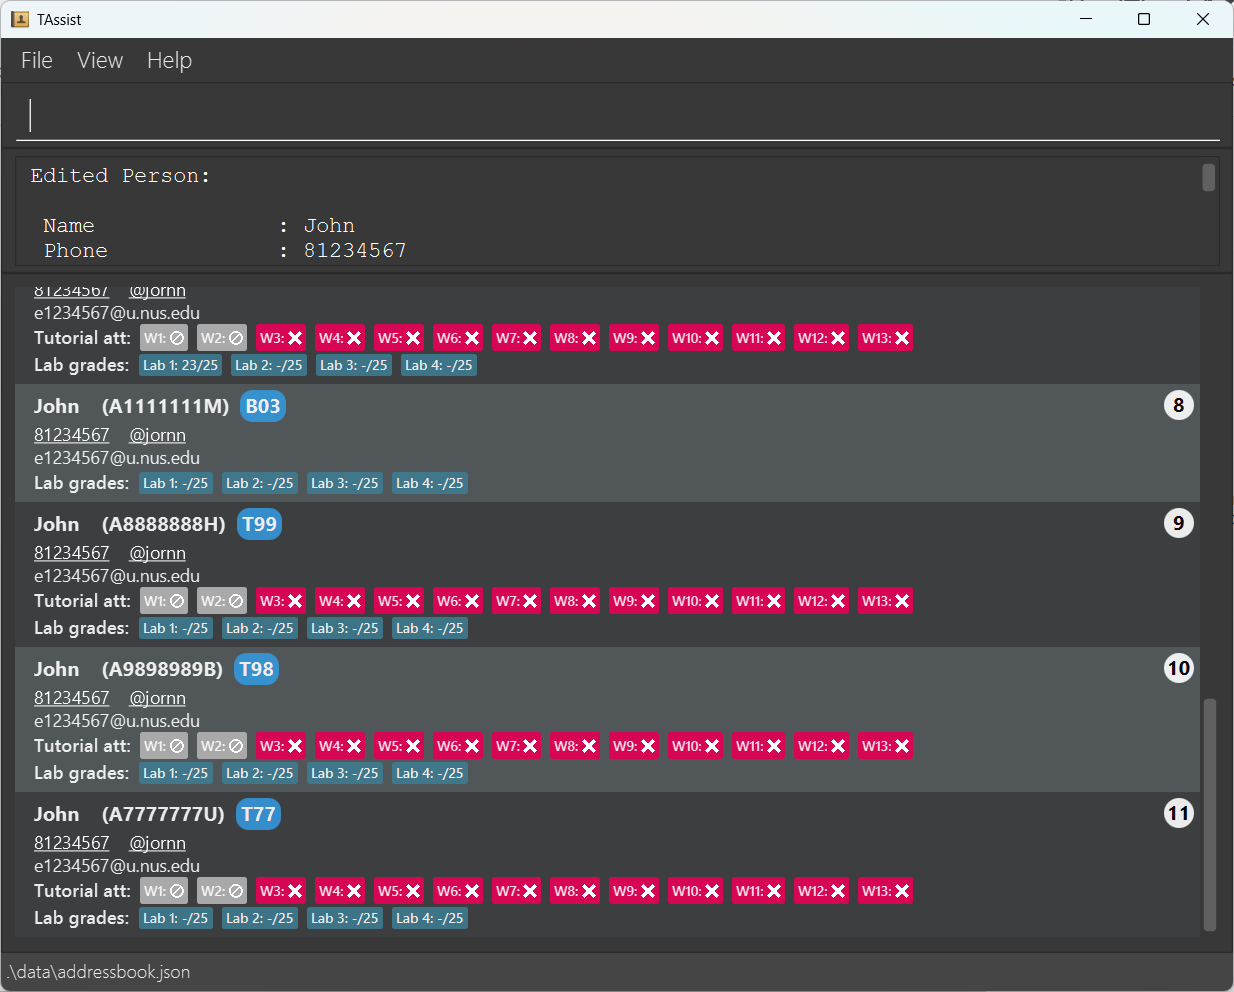 TAssist
File View Help
Edited Person:
Name : John
Phone : 81234567
81234567 @jornn
e1234567@u.nus.edu
Tutorial att: W1: W2: W3: W4: W5: W6: W7: W8: W9: W10: W11: W12: W13:
Lab grades: Lab 1: 23/25 Lab 2: -/25 Lab 3: -/25 Lab 4: -/25
John (A1111111M) B03 8
81234567 @jornn
e1234567@u.nus.edu
Lab grades: Lab 1: -/25 Lab 2: -/25 Lab 3: -/25 Lab 4: -/25
John (A8888888H) T99 9
81234567 @jornn
e1234567@u.nus.edu
Tutorial att: W1: W2: W3: W4: W5: W6: W7: W8: W9: W10: W11: W12: W13:
Lab grades: Lab 1: -/25 Lab 2: -/25 Lab 3: -/25 Lab 4: -/25
John (A9898989B) T98 10
81234567 @jornn
e1234567@u.nus.edu
Tutorial att: W1: W2: W3: W4: W5: W6: W7: W8: W9: W10: W11: W12: W13:
Lab grades: Lab 1: -/25 Lab 2: -/25 Lab 3: -/25 Lab 4: -/25
John (A7777777U) T77 11
81234567 @jornn
e1234567@u.nus.edu
Tutorial att: W1: W2: W3: W4: W5: W6: W7: W8: W9: W10: W11: W12: W13:
Lab grades: Lab 1: -/25 Lab 2: -/25 Lab 3: -/25 Lab 4: -/25
.\data\addressbook.json